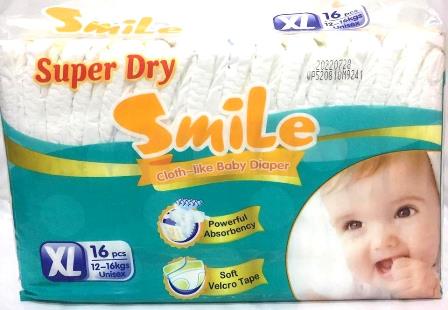 Smile
XL 16 pcs
12-16kgs
Unisex
Super Dry
20220728
WP520810M9241
Smile
Cloth-like Baby Diaper
Powerful
Absorbency
XL 16 pcs
12-16kgs
Unisex
Soft
Velcro Tape